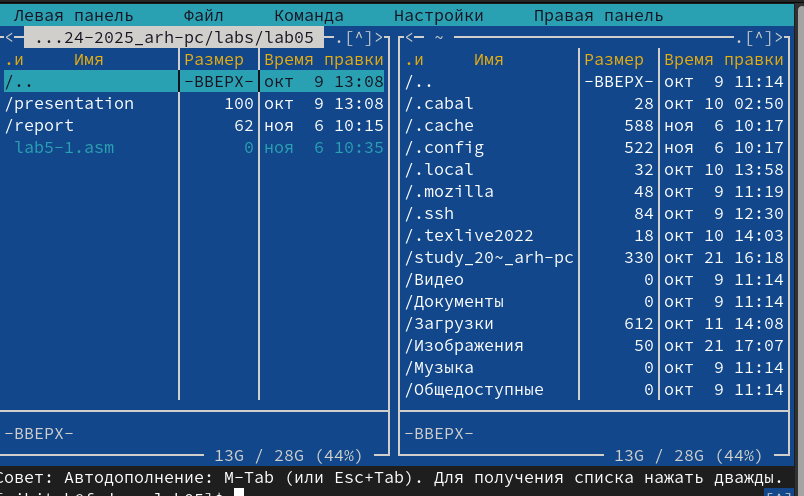 Левая панель Файл Команда Настройки Правая панель
<─ ...24-2025_arh-pc/labs/lab05 ─.[^]>
.и Имя Размер Время правки
/.. -ВВЕРХ- окт 9 13:08
/presentation 100 окт 9 13:08
/report 62 ноя 6 10:15
lab5-1.asm 0 ноя 6 10:35
-ВВЕРХ-
13G / 28G (44%)
<─ ~ ─.[^]>
.и Имя Размер Время правки
/.. -ВВЕРХ- окт 9 11:14
/.cabal 28 окт 10 02:50
/.cache 588 ноя 6 10:17
/.config 522 ноя 6 10:17
/.local 32 окт 10 13:58
/.mozilla 48 окт 9 11:19
/.ssh 84 окт 9 12:30
/.texlive2022 18 окт 10 14:03
/study_20~_arh-pc 330 окт 21 16:18
/Видео 0 окт 9 11:14
/Документы 0 окт 9 11:14
/Загрузки 612 окт 11 14:08
/Изображения 50 окт 21 17:07
/Музыка 0 окт 9 11:14
/Общедоступные 0 окт 9 11:14
-ВВЕРХ-
13G / 28G (44%)
Совет: Автодополнение: M-Tab (или Esc+Tab). Для получения списка нажать дважды.
[^]